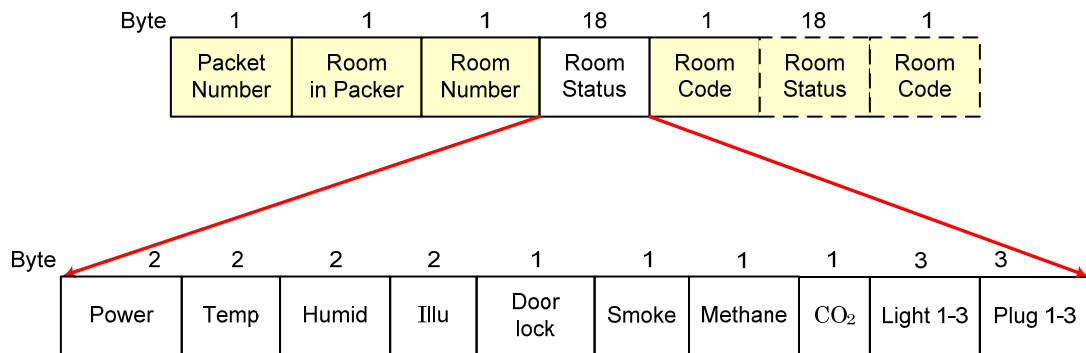 Byte 1 1 1 18 1 18 1
Packet Number
Room in Packer
Room Number
Room Status
Room Code
Room Status
Room Code
Byte 2 2 2 2 1 1 1 1 3 3
Power
Temp
Humid
Illu
Door lock
Smoke
Methane
CO₂
Light 1-3
Plug 1-3